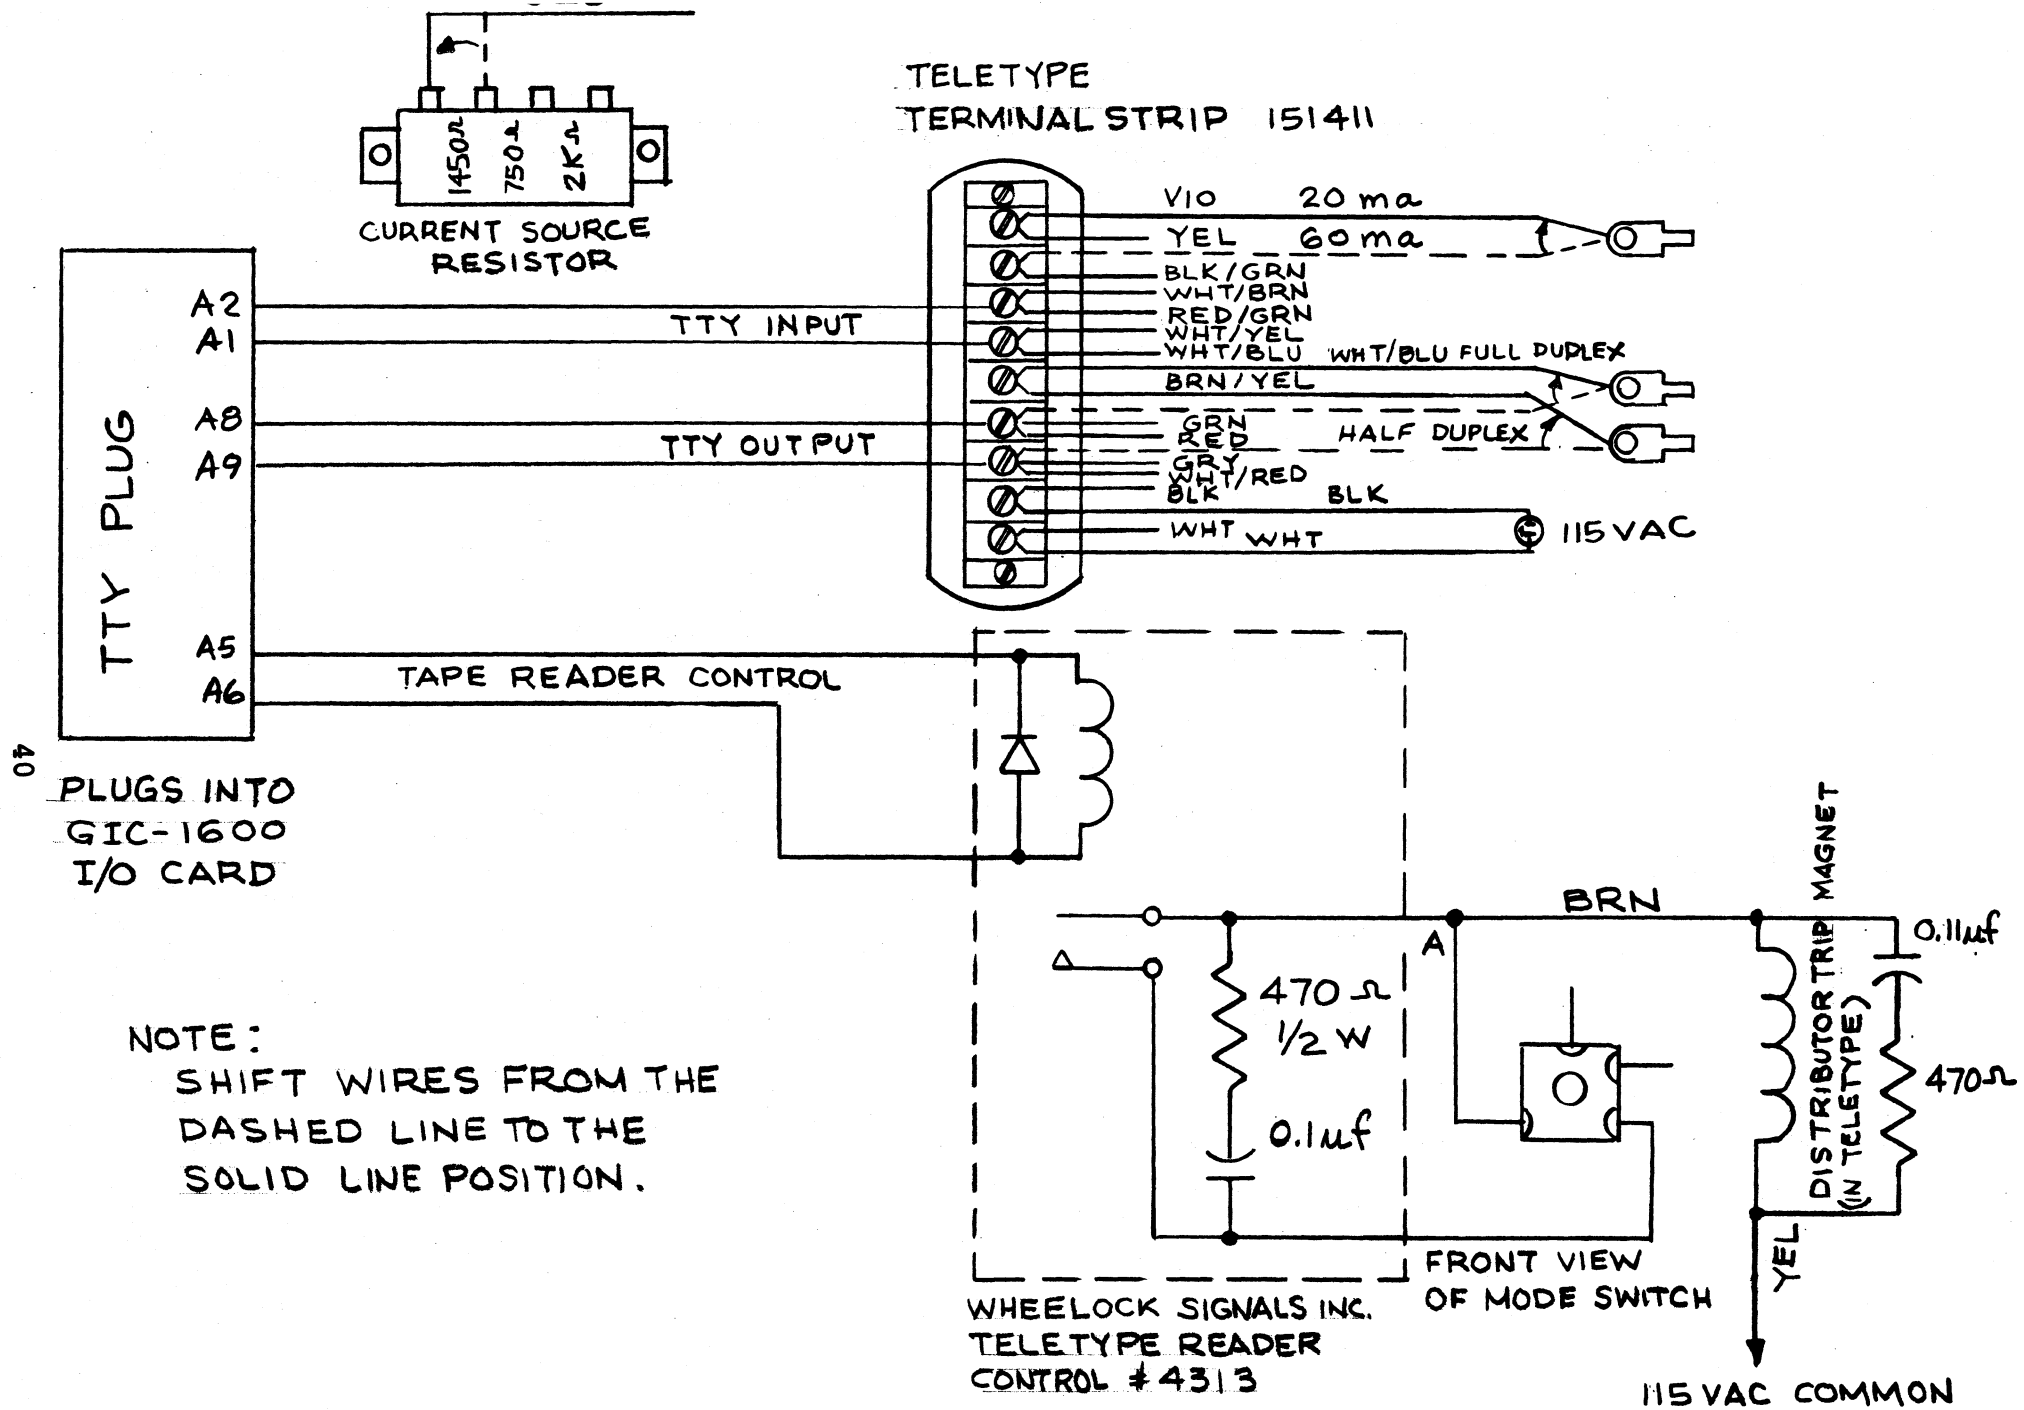 TELETYPE
TERMINAL STRIP 151411
1450Ω
750Ω
2KΩ
CURRENT SOURCE
RESISTOR
VIO 20 ma
YEL 60 ma
BLK/GRN
WHT/BRN
RED/GRN
WHT/YEL
WHT/BLU WHT/BLU FULL DUPLEX
BRN/YEL
GRN
RED HALF DUPLEX
GRY
WHT/RED
BLK BLK
WHT WHT
115 VAC
TTY PLUG
A2
A1
TTY INPUT
A8
A9
TTY OUTPUT
A5
A6
TAPE READER CONTROL
40
PLUGS INTO
GIC-1600
I/O CARD
NOTE:
SHIFT WIRES FROM THE
DASHED LINE TO THE
SOLID LINE POSITION.
A
BRN
470 Ω
1/2 W
0.1µf
DISTRIBUTOR TRIP MAGNET
(IN TELETYPE)
0.11µf
470Ω
YEL
FRONT VIEW
OF MODE SWITCH
WHEELOCK SIGNALS INC.
TELETYPE READER
CONTROL #4313
115 VAC COMMON